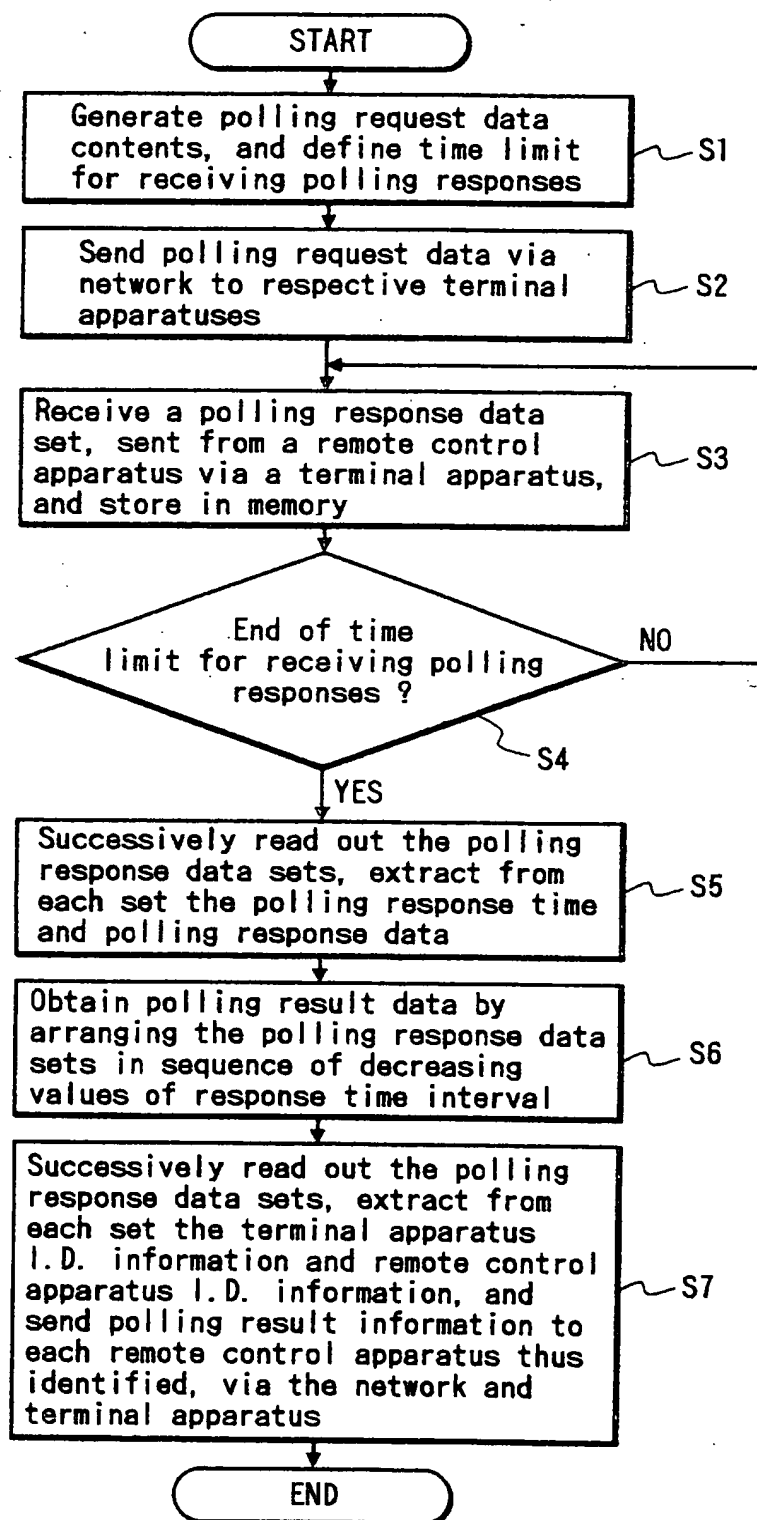 START
Generate polling request data
contents, and define time limit
for receiving polling responses
S1
Send polling request data via
network to respective terminal
apparatuses
S2
Receive a polling response data
set, sent from a remote control
apparatus via a terminal apparatus,
and store in memory
S3
End of time
limit for receiving polling
responses ?
NO
S4
YES
Successively read out the polling
response data sets, extract from
each set the polling response time
and polling response data
S5
Obtain polling result data by
arranging the polling response data
sets in sequence of decreasing
values of response time interval
S6
Successively read out the polling
response data sets, extract from
each set the terminal apparatus
I.D. information and remote control
apparatus I.D. information, and
send polling result information to
each remote control apparatus thus
identified, via the network and
terminal apparatus
S7
END